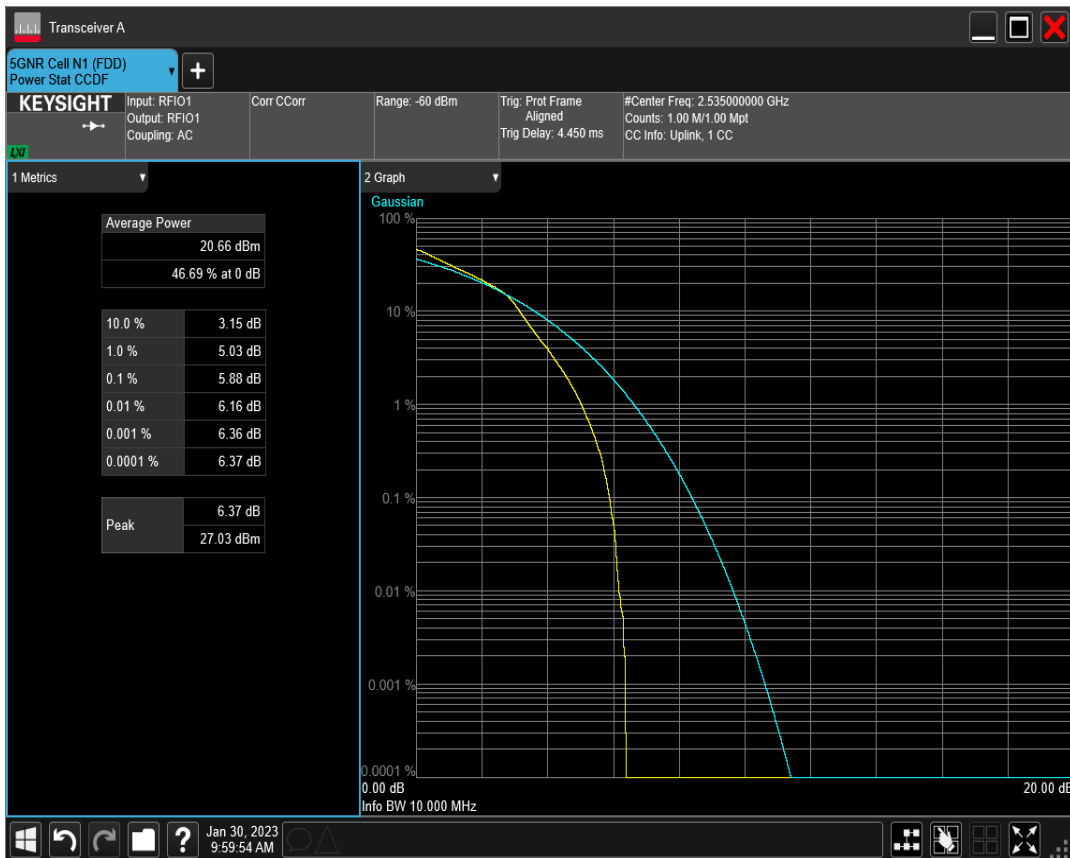 Transceiver A
5GNR Cell N1 (FDD)
Power Stat CCDF
+
KEYSIGHT
LXI
Input: RFIO1
Output: RFIO1
Coupling: AC
Corr CCorr
Range: -60 dBm
Trig: Prot Frame
Aligned
Trig Delay: 4.450 ms
#Center Freq: 2.535000000 GHz
Counts: 1.00 M/1.00 Mpt
CC Info: Uplink, 1 CC
1 Metrics
Average Power
20.66 dBm
46.69 % at 0 dB
10.0 % 3.15 dB
1.0 % 5.03 dB
0.1 % 5.88 dB
0.01 % 6.16 dB
0.001 % 6.36 dB
0.0001 % 6.37 dB
Peak
6.37 dB
27.03 dBm
2 Graph
Gaussian
100 %
10 %
1 %
0.1 %
0.01 %
0.001 %
0.0001 %
0.00 dB 20.00 dB
Info BW 10.000 MHz
?
Jan 30, 2023
9:59:54 AM